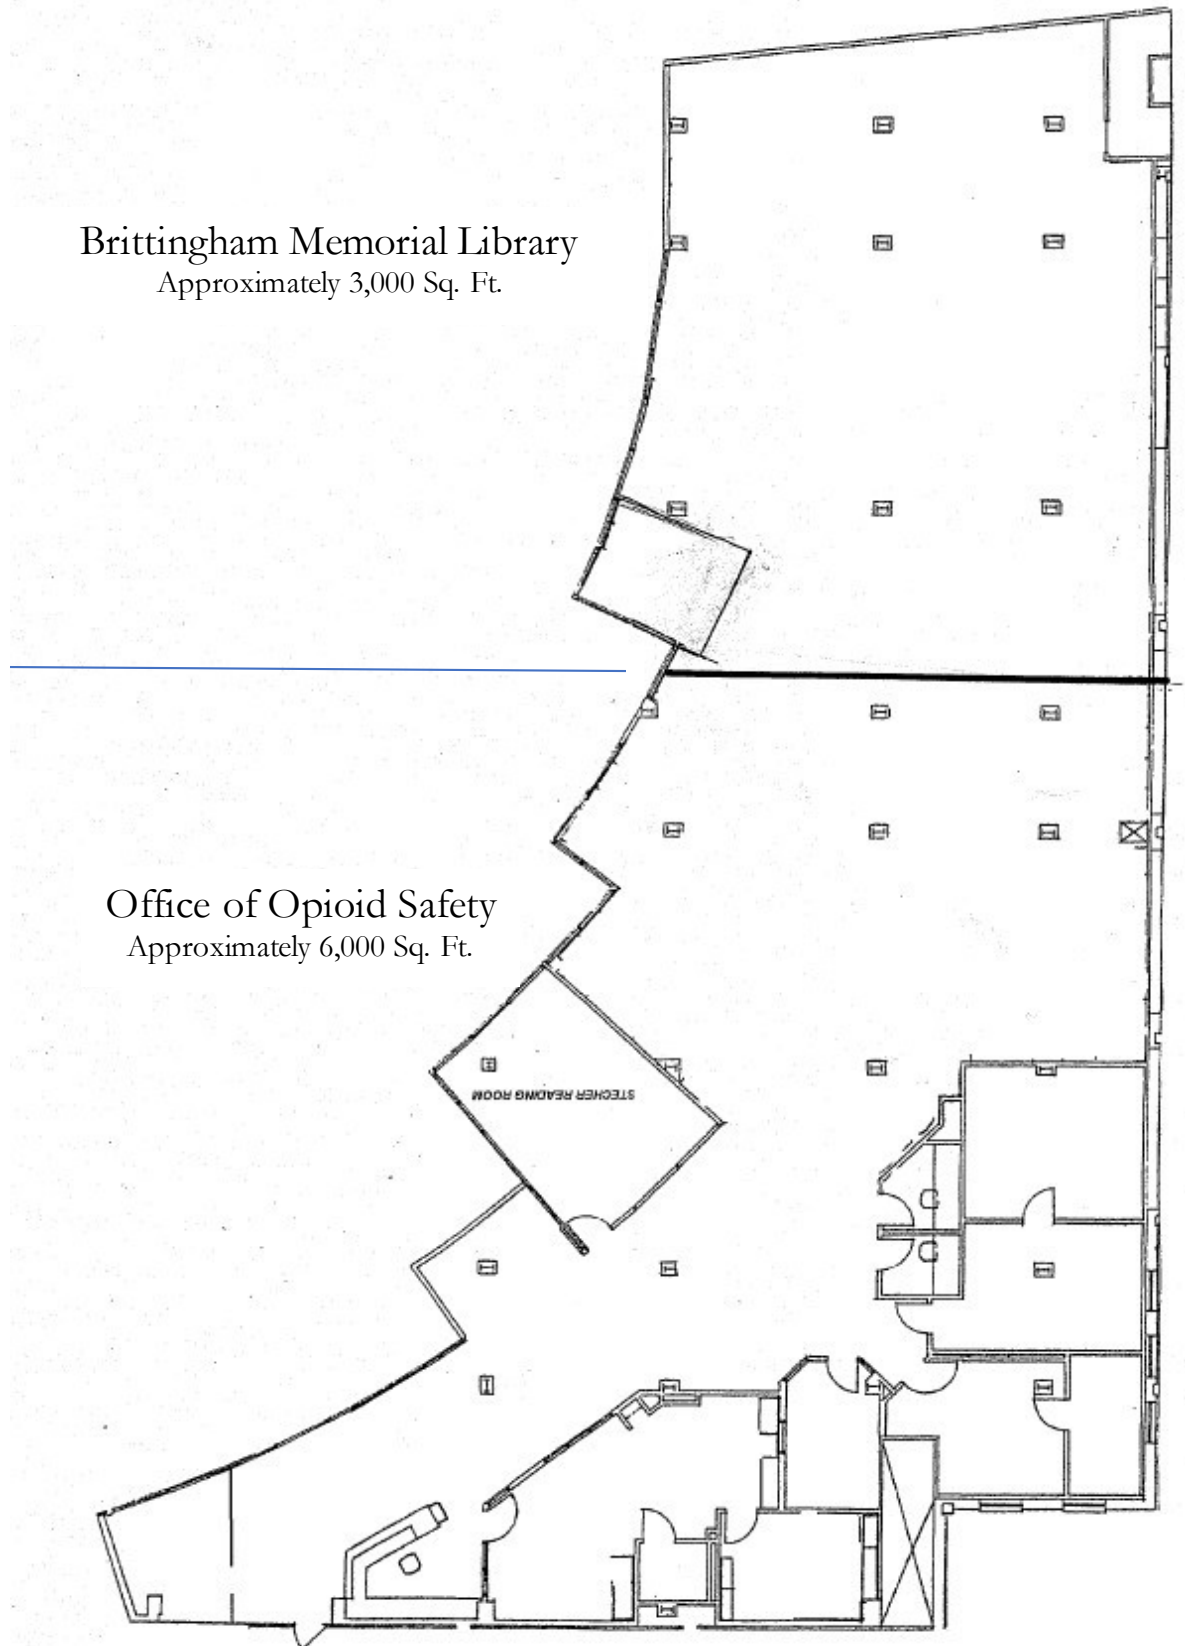 Brittingham Memorial Library
Approximately 3,000 Sq. Ft.
Office of Opioid Safety
Approximately 6,000 Sq. Ft.
STECHER READING ROOM